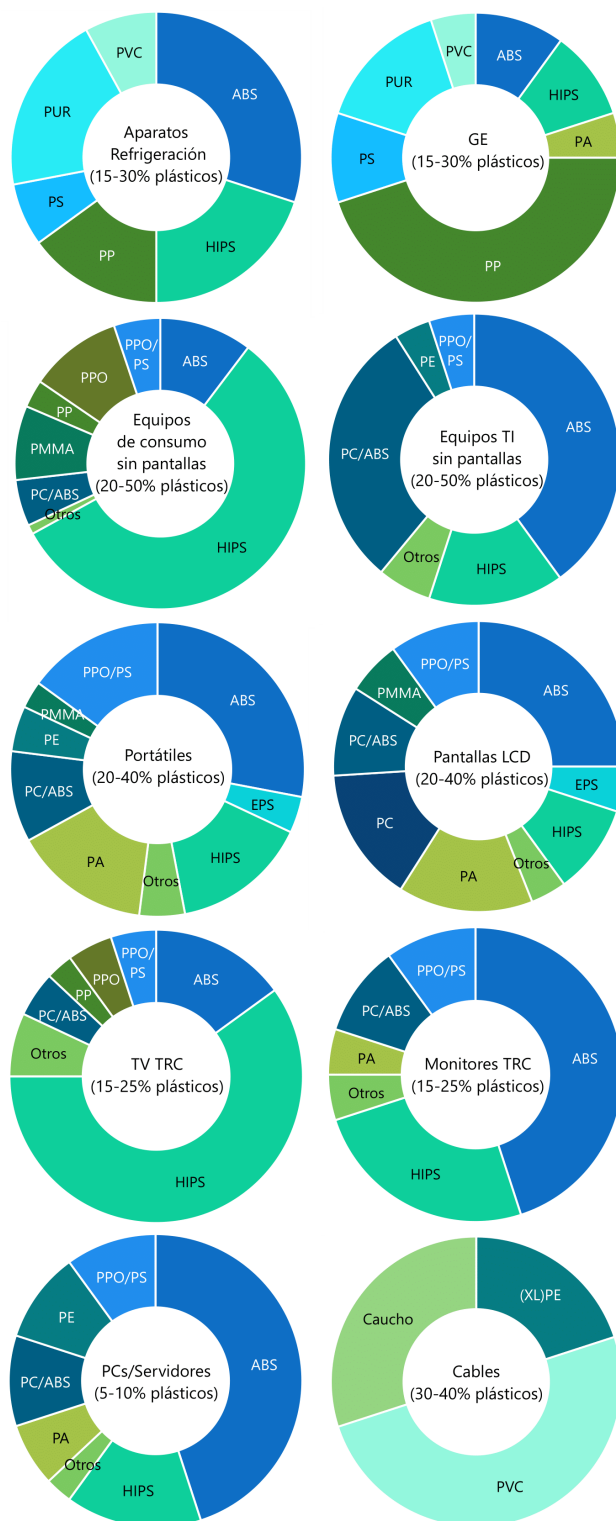 PVC
ABS
PUR
Aparatos
Refrigeración
(15-30% plásticos)
PS
PP
HIPS
PVC
ABS
PUR
HIPS
GE
(15-30% plásticos)
PA
PS
PP
PPO/
PS
ABS
PPO
PP
Equipos
de consumo
sin pantallas
(20-50% plásticos)
PMMA
PC/ABS
Otros
HIPS
PPO/
PS
PE
ABS
PC/ABS
Equipos TI
sin pantallas
(20-50% plásticos)
Otros
HIPS
PPO/PS
ABS
PMMA
PE
Portátiles
(20-40% plásticos)
PC/ABS
EPS
PA
Otros
HIPS
PPO/PS
ABS
PMMA
PC/ABS
Pantallas LCD
(20-40% plásticos)
EPS
PC
HIPS
PA
Otros
PPO/
PS
ABS
PPO
PP
PC/ABS
Otros
TV TRC
(15-25% plásticos)
HIPS
PPO/PS
PC/ABS
ABS
PA
Monitores TRC
(15-25% plásticos)
Otros
HIPS
PPO/PS
PE
ABS
PC/ABS
PCs/Servidores
(5-10% plásticos)
PA
Otros
HIPS
(XL)PE
Caucho
Cables
(30-40% plásticos)
PVC